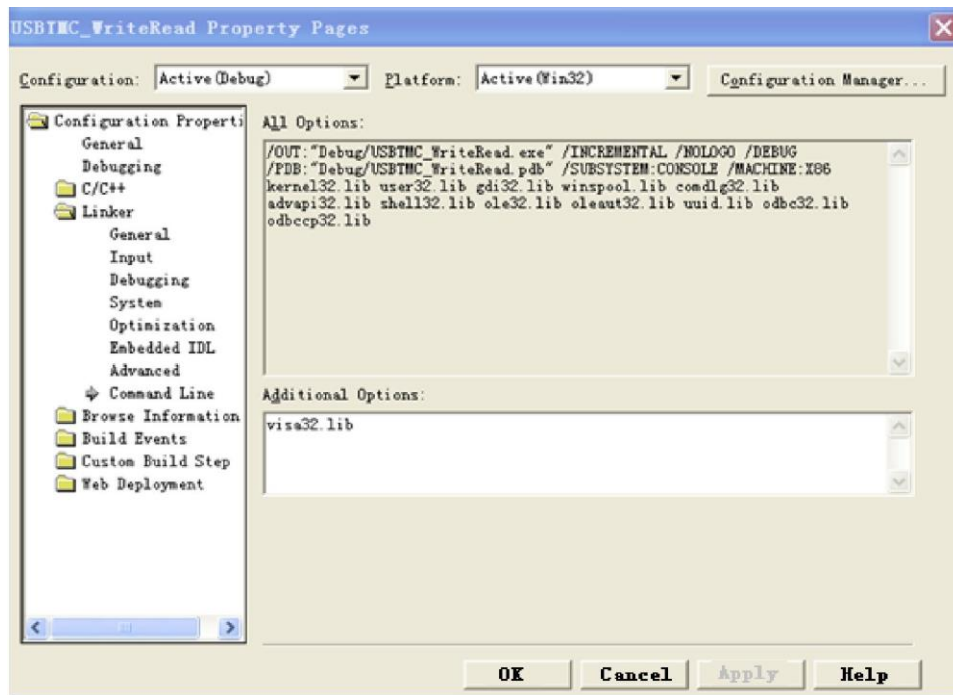 USBTMC_WriteRead Property Pages
Configuration: Active(Debug) Platform: Active(Win32) Configuration Manager...
Configuration Properti
General
Debugging
C/C++
Linker
General
Input
Debugging
System
Optimization
Embedded IDL
Advanced
Command Line
Browse Information
Build Events
Custom Build Step
Web Deployment
All Options:
/OUT:"Debug/USBTMC_WriteRead.exe" /INCREMENTAL /NOLOGO /DEBUG
/PDB:"Debug/USBTMC_WriteRead.pdb" /SUBSYSTEM:CONSOLE /MACHINE:X86
kernel32.lib user32.lib gdi32.lib winspool.lib comdlg32.lib
advapi32.lib shell32.lib ole32.lib oleaut32.lib uuid.lib odbc32.lib
odbccp32.lib
Additional Options:
visa32.lib
OK Cancel Apply Help